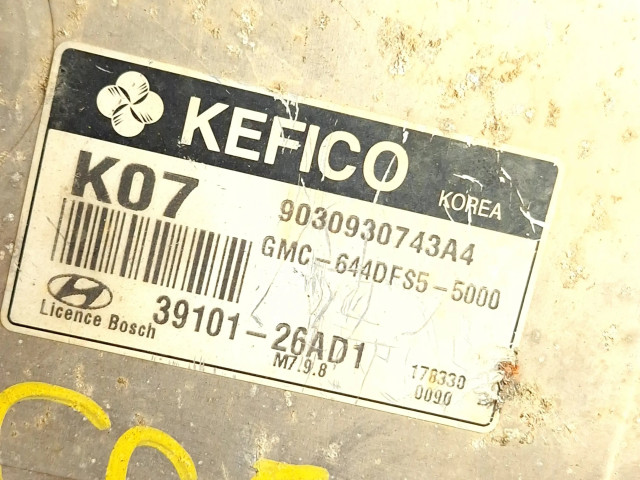 KEFICO
KOREA
K07
9030930743A4
GMC-644DFS5-5000
39101-26AD1
Licence Bosch
M7.9.8
178330
0090